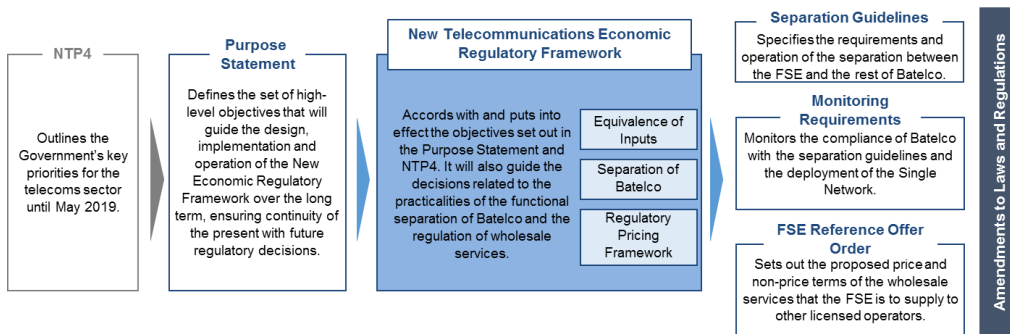 NTP4
Outlines the
Government's key
priorities for the
telecoms sector
until May 2019.
Purpose
Statement
Defines the set of high-
level objectives that will
guide the design,
implementation and
operation of the New
Economic Regulatory
Framework over the long
term, ensuring continuity of
the present with future
regulatory decisions.
New Telecommunications Economic
Regulatory Framework
Accords with and puts into
effect the objectives set out in
the Purpose Statement and
NTP4. It will also guide the
decisions related to the
practicalities of the functional
separation of Batelco and the
regulation of wholesale
services.
Equivalence of
Inputs
Separation of
Batelco
Regulatory
Pricing
Framework
Separation Guidelines
Specifies the requirements and
operation of the separation between
the FSE and the rest of Batelco.
Monitoring
Requirements
Monitors the compliance of Batelco
with the separation guidelines and
the deployment of the Single
Network.
FSE Reference Offer
Order
Sets out the proposed price and
non-price terms of the wholesale
services that the FSE is to supply to
other licensed operators.
Amendments to Laws and Regulations